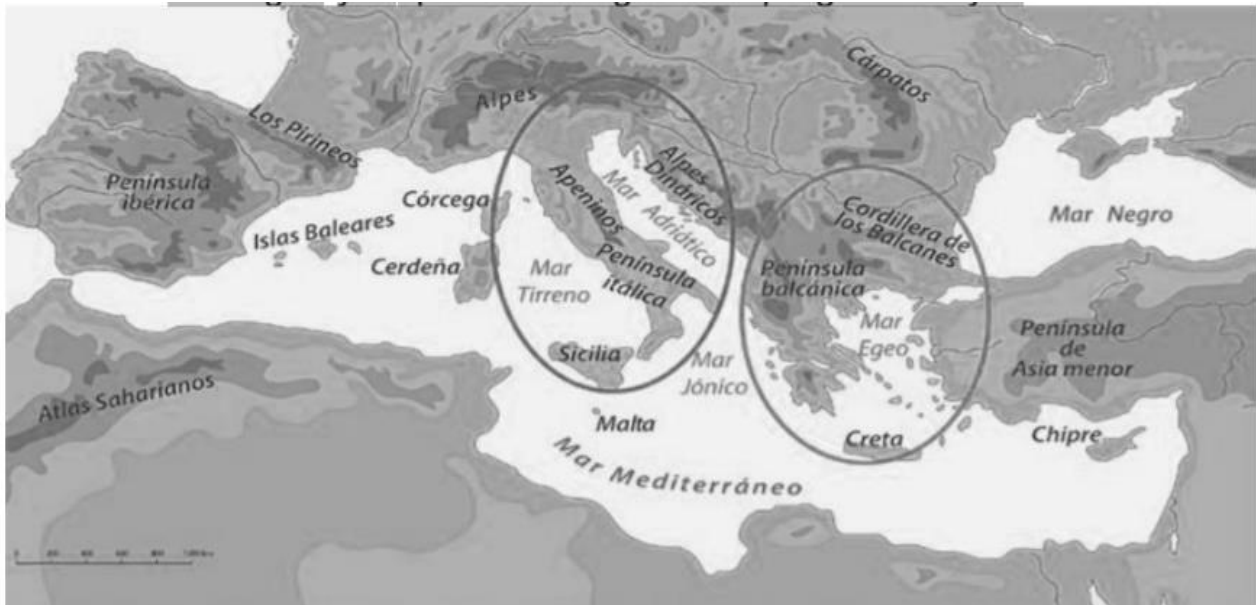 Cárpatos
Alpes
Los Pirineos
Península
ibérica
Islas Baleares
Córcega
Cerdeña
Apeninos
Mar Adriático
Alpes
Dináricos
Península
itálica
Mar
Tirreno
Sicilia
Malta
Mar
Jónico
Cordillera de
los Balcanes
Península
balcánica
Mar
Egeo
Creta
Mar Negro
Península
de
Asia menor
Chipre
Mar Mediterráneo
Atlas Saharianos